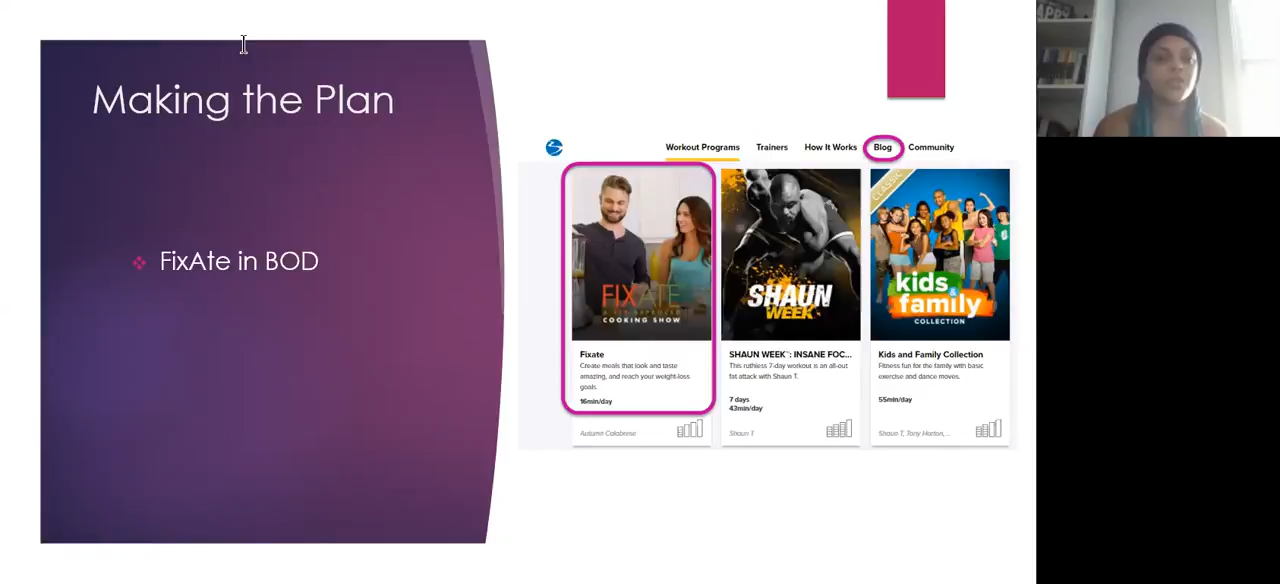 Making the Plan
FixAte in BOD
Workout Programs Trainers How It Works Blog Community
FIXATE
COOKING SHOW
SHAUN
WEEK
CLASSIC
kids
& family
COLLECTION
Fixate
Create meals that look and taste
amazing, and reach your weight-loss
goals.
16min/day
Autumn Calabrese
SHAUN WEEK™: INSANE FOC...
This ruthless 7-day workout is an all-out
fat attack with Shaun T.
7 days
43min/day
Shaun T
Kids and Family Collection
Fitness fun for the family with basic
exercise and dance moves.
55min/day
Shaun T, Tony Horton,...